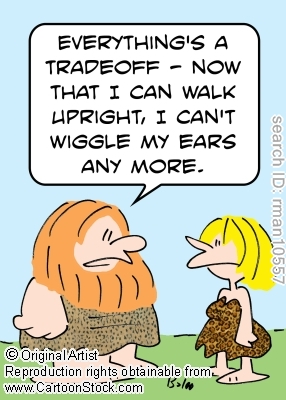 EVERYTHING'S A
TRADEOFF – NOW
THAT I CAN WALK
UPRIGHT, I CAN'T
WIGGLE MY EARS
ANY MORE.
search ID: rman10557
© Original Artist
Reproduction rights obtainable from
www.CartoonStock.com